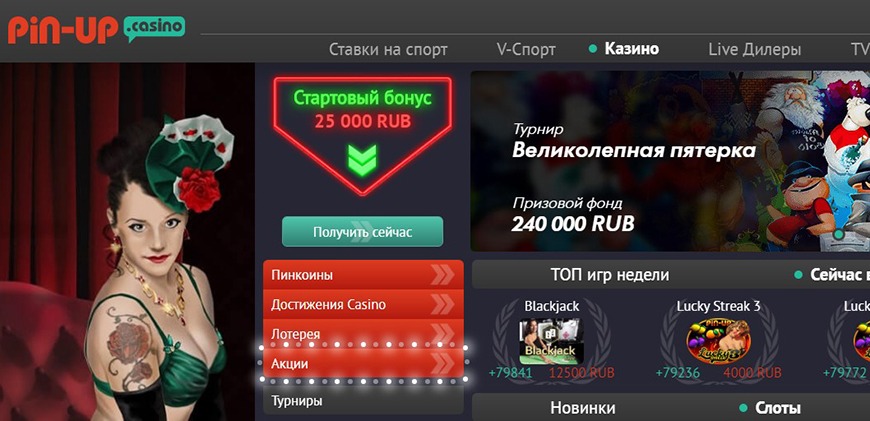 PiN-UP .casino
Ставки на спорт V-Спорт Казино Live Дилеры TV
Стартовый бонус
25 000 RUB
Получить сейчас
Турнир
Великолепная пятерка
Призовой фонд
240 000 RUB
Пинкоины
Достижения Casino
Лотерея
Акции
Турниры
ТОП игр недели Сейчас в
Blackjack Lucky Streak 3 Luck
Blackjack
PIN-UP
+79841 12500 RUB +79236 4000 RUB +79772
Новинки Слоты